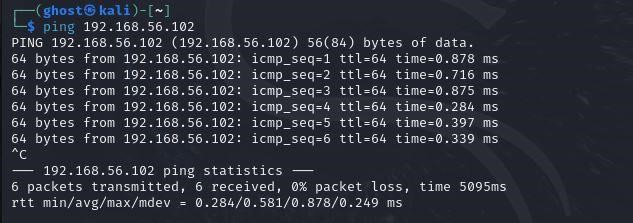 ┌──(ghost㉿kali)-[~]
└─$ ping 192.168.56.102
PING 192.168.56.102 (192.168.56.102) 56(84) bytes of data.
64 bytes from 192.168.56.102: icmp_seq=1 ttl=64 time=0.878 ms
64 bytes from 192.168.56.102: icmp_seq=2 ttl=64 time=0.716 ms
64 bytes from 192.168.56.102: icmp_seq=3 ttl=64 time=0.875 ms
64 bytes from 192.168.56.102: icmp_seq=4 ttl=64 time=0.284 ms
64 bytes from 192.168.56.102: icmp_seq=5 ttl=64 time=0.397 ms
64 bytes from 192.168.56.102: icmp_seq=6 ttl=64 time=0.339 ms
^C
--- 192.168.56.102 ping statistics ---
6 packets transmitted, 6 received, 0% packet loss, time 5095ms
rtt min/avg/max/mdev = 0.284/0.581/0.878/0.249 ms